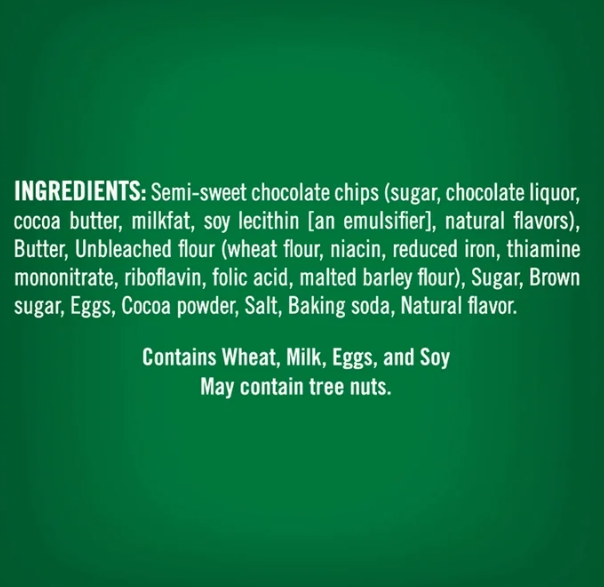 INGREDIENTS: Semi-sweet chocolate chips (sugar, chocolate liquor,
cocoa butter, milkfat, soy lecithin [an emulsifier], natural flavors),
Butter, Unbleached flour (wheat flour, niacin, reduced iron, thiamine
mononitrate, riboflavin, folic acid, malted barley flour), Sugar, Brown
sugar, Eggs, Cocoa powder, Salt, Baking soda, Natural flavor.
Contains Wheat, Milk, Eggs, and Soy
May contain tree nuts.